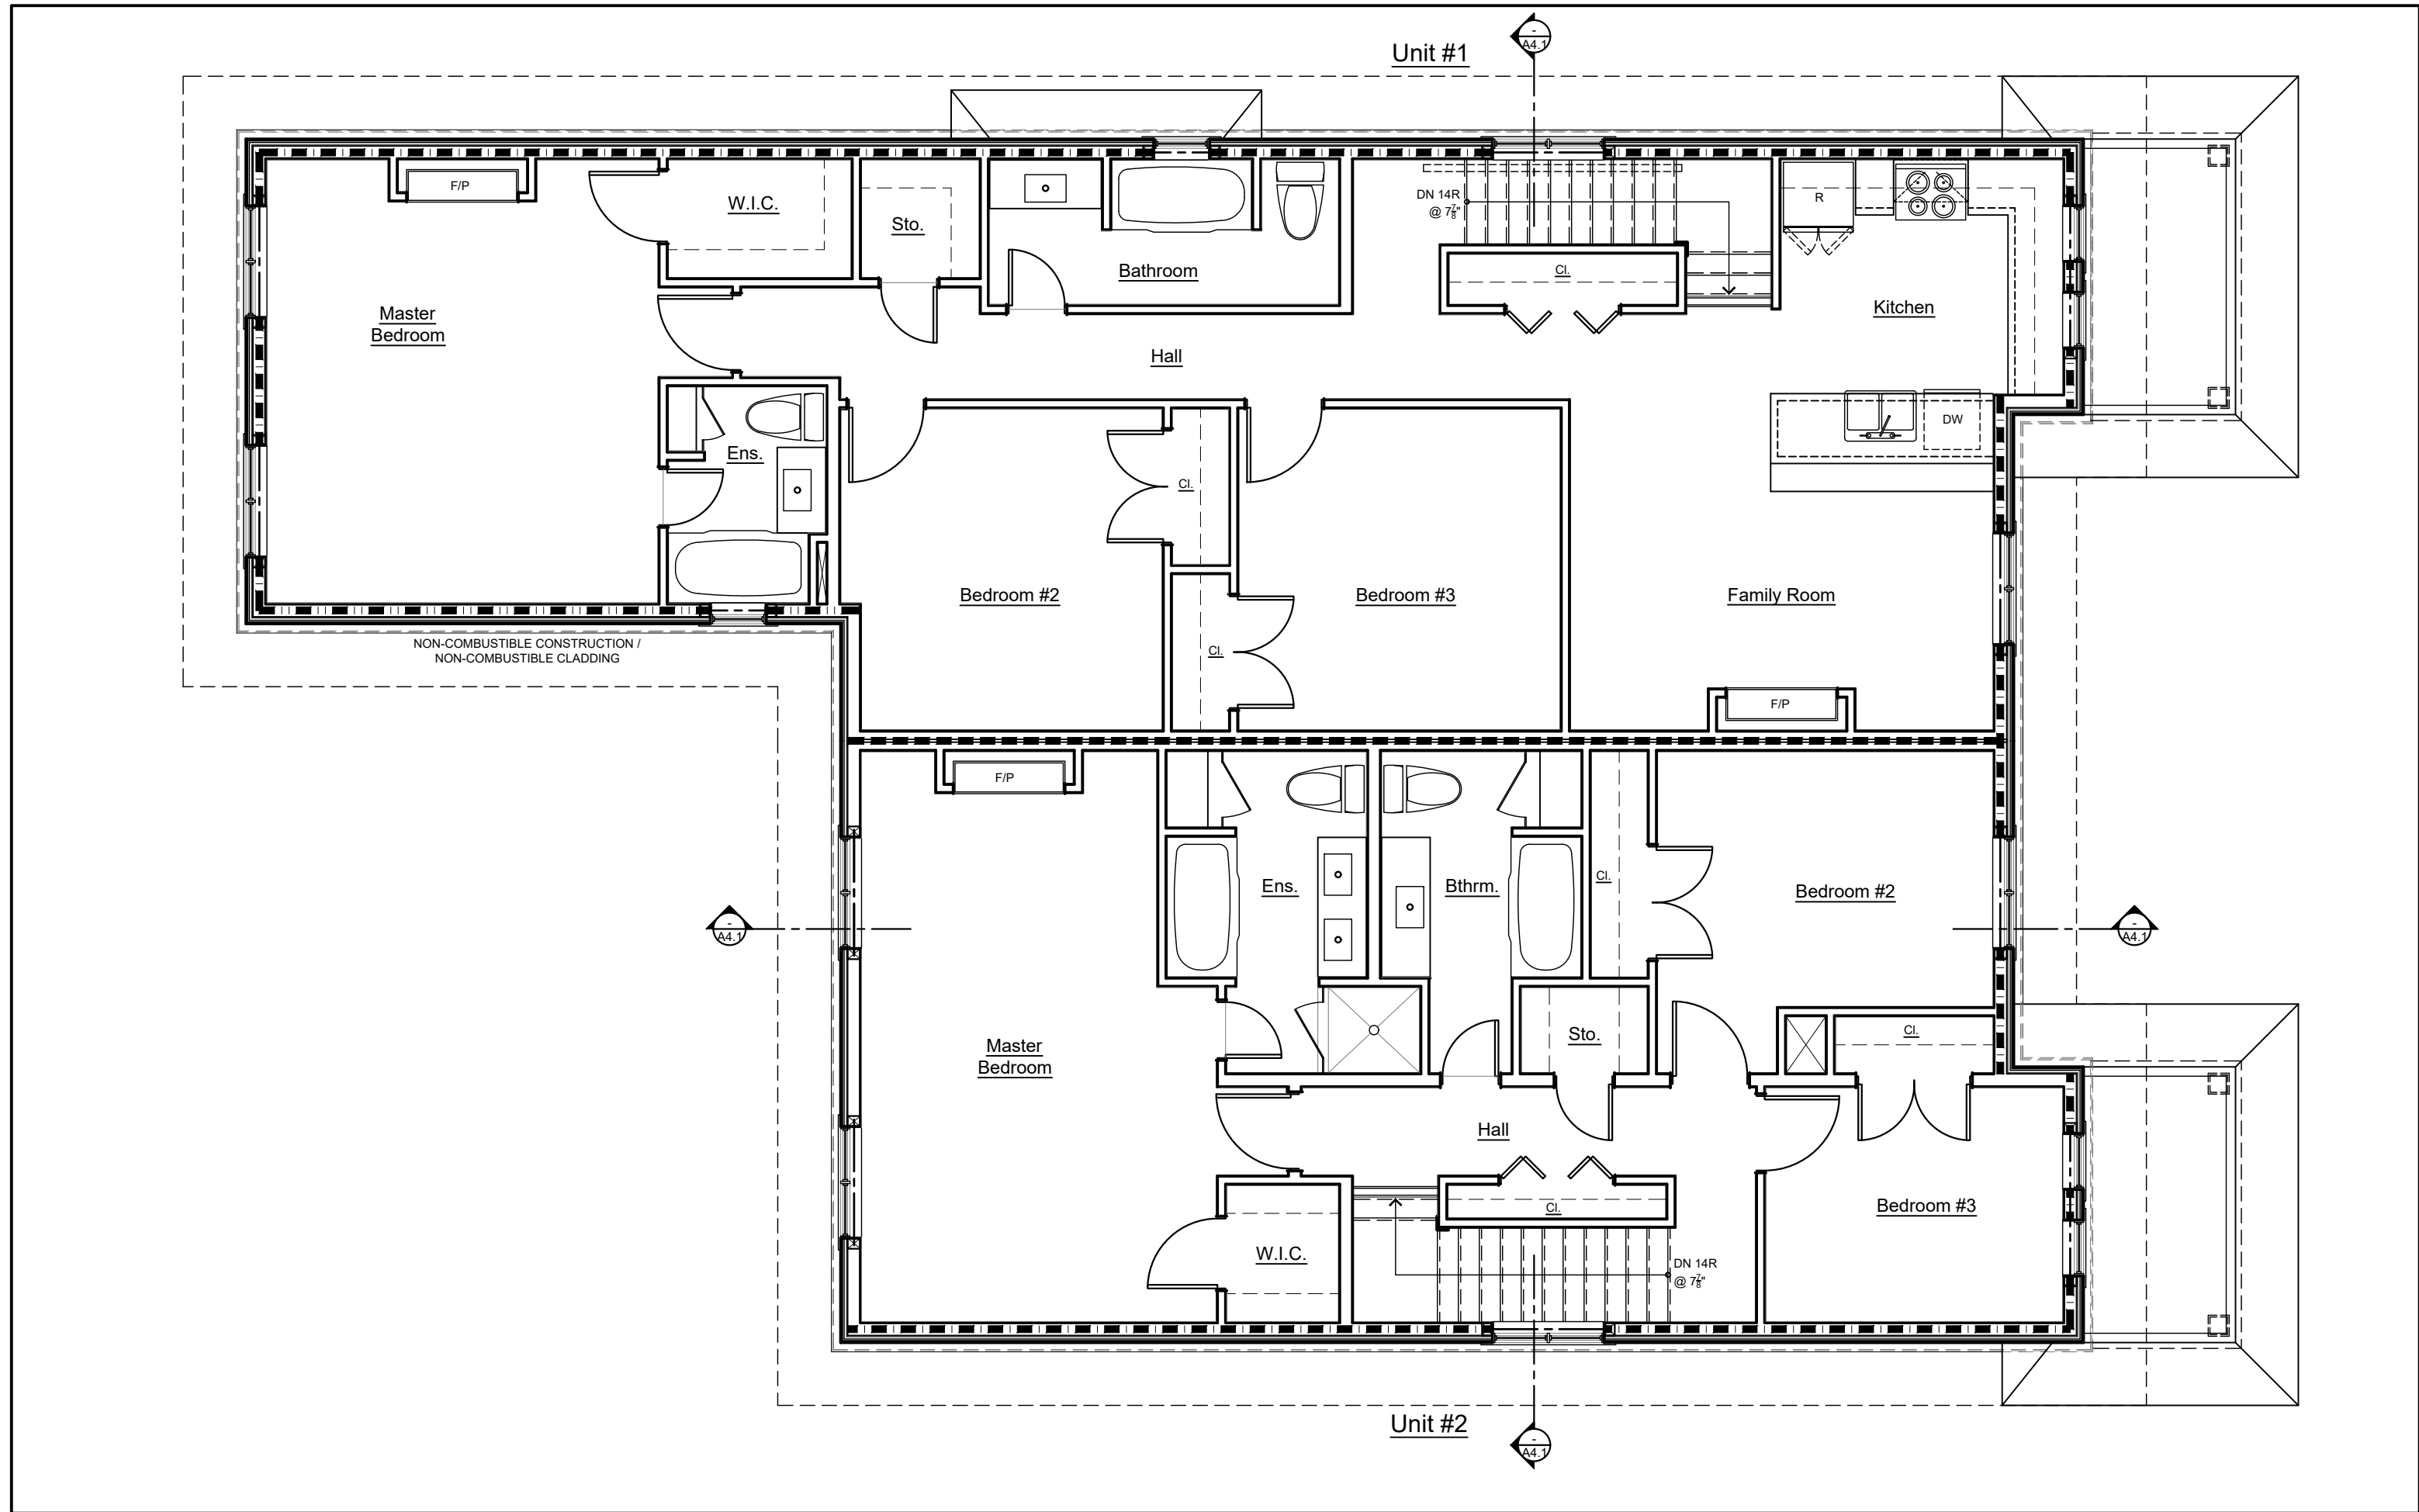 Unit #1
-
A4.1
F/P
W.I.C.
Sto.
Bathroom
DN 14R
@ 7⅞"
Cl.
R
Master
Bedroom
Kitchen
Hall
DW
Ens.
Cl.
Bedroom #2
Bedroom #3
Family Room
Cl.
NON-COMBUSTIBLE CONSTRUCTION /
NON-COMBUSTIBLE CLADDING
F/P
F/P
Ens.
Bthrm.
Cl.
Bedroom #2
-
A4.1
-
A4.1
Master
Bedroom
Sto.
Cl.
Hall
Bedroom #3
Cl.
W.I.C.
DN 14R
@ 7⅞"
Unit #2
-
A4.1